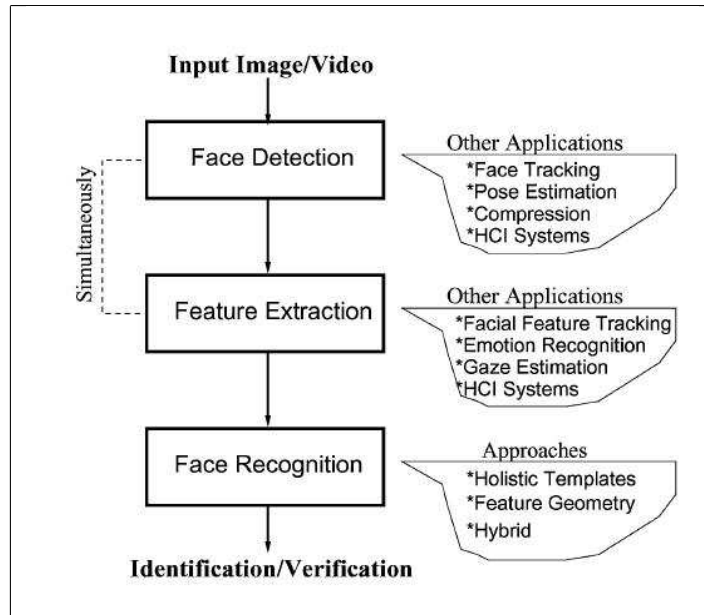 Input Image/Video
Face Detection
Other Applications
*Face Tracking
*Pose Estimation
*Compression
*HCI Systems
Simultaneously
Feature Extraction
Other Applications
*Facial Feature Tracking
*Emotion Recognition
*Gaze Estimation
*HCI Systems
Face Recognition
Approaches
*Holistic Templates
*Feature Geometry
*Hybrid
Identification/Verification